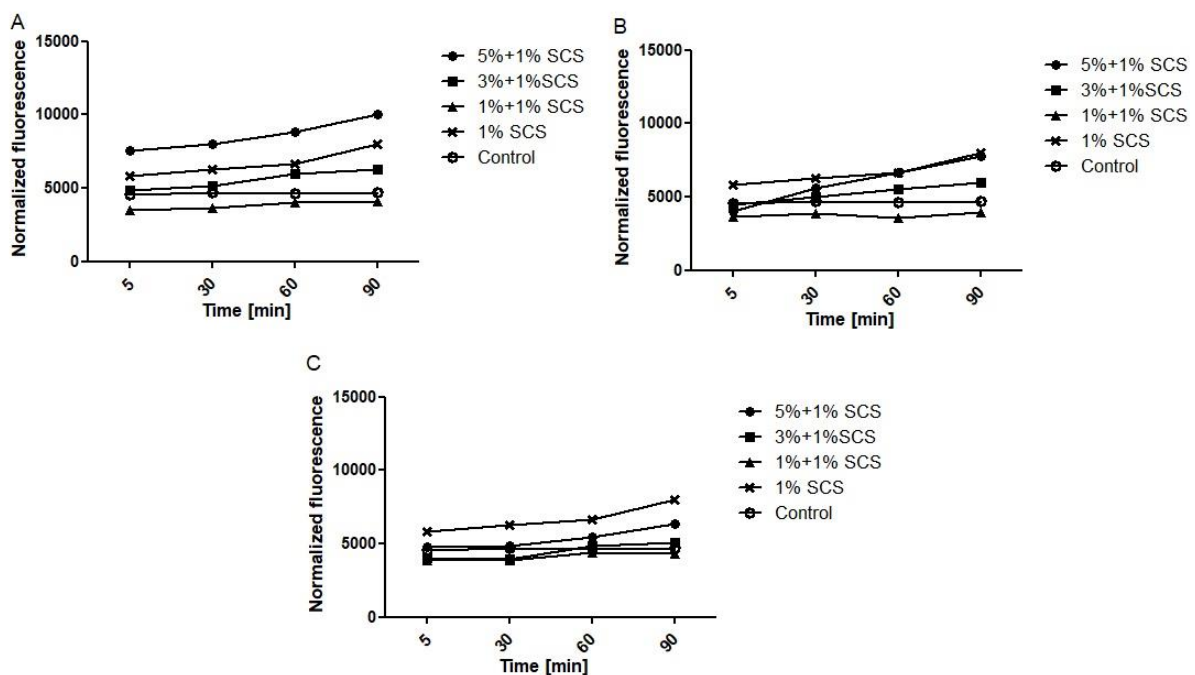 A
Normalized fluorescence
15000
10000
5000
0
5
30
60
90
Time [min]
5%+1% SCS
3%+1%SCS
1%+1% SCS
1% SCS
Control
B
Normalized fluorescence
15000
10000
5000
0
5
30
60
90
Time [min]
5%+1% SCS
3%+1%SCS
1%+1% SCS
1% SCS
Control
C
Normalized fluorescence
15000
10000
5000
0
5
30
60
90
Time [min]
5%+1% SCS
3%+1%SCS
1%+1% SCS
1% SCS
Control